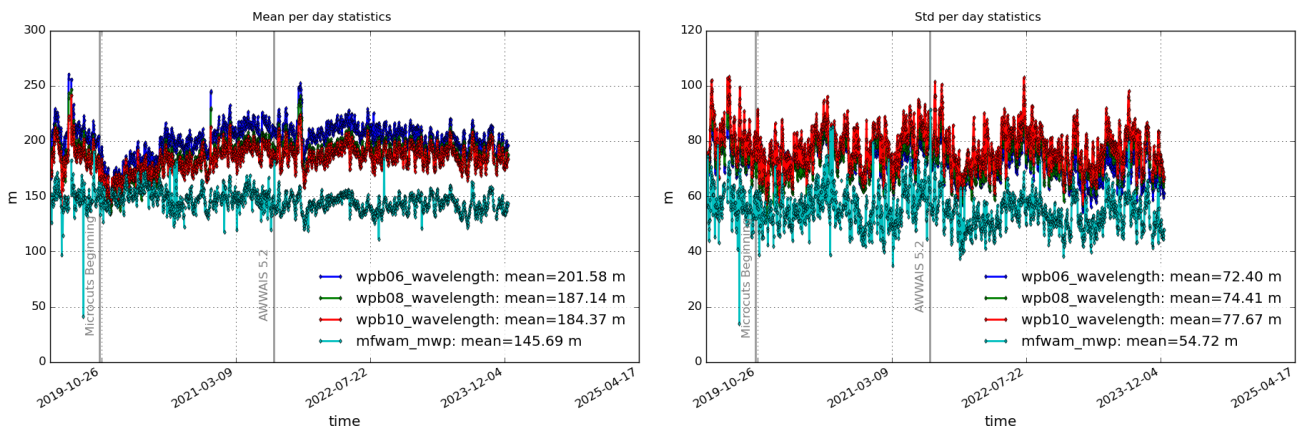 Mean per day statistics
300
250
200
150
100
50
0
m
Microcuts Beginning
AWWAIS 5.2
wpb06_wavelength: mean=201.58 m
wpb08_wavelength: mean=187.14 m
wpb10_wavelength: mean=184.37 m
mfwam_mwp: mean=145.69 m
2019-10-26
2021-03-09
2022-07-22
2023-12-04
2025-04-17
time
Std per day statistics
120
100
80
60
40
20
0
m
Microcuts Beginning
AWWAIS 5.2
wpb06_wavelength: mean=72.40 m
wpb08_wavelength: mean=74.41 m
wpb10_wavelength: mean=77.67 m
mfwam_mwp: mean=54.72 m
2019-10-26
2021-03-09
2022-07-22
2023-12-04
2025-04-17
time